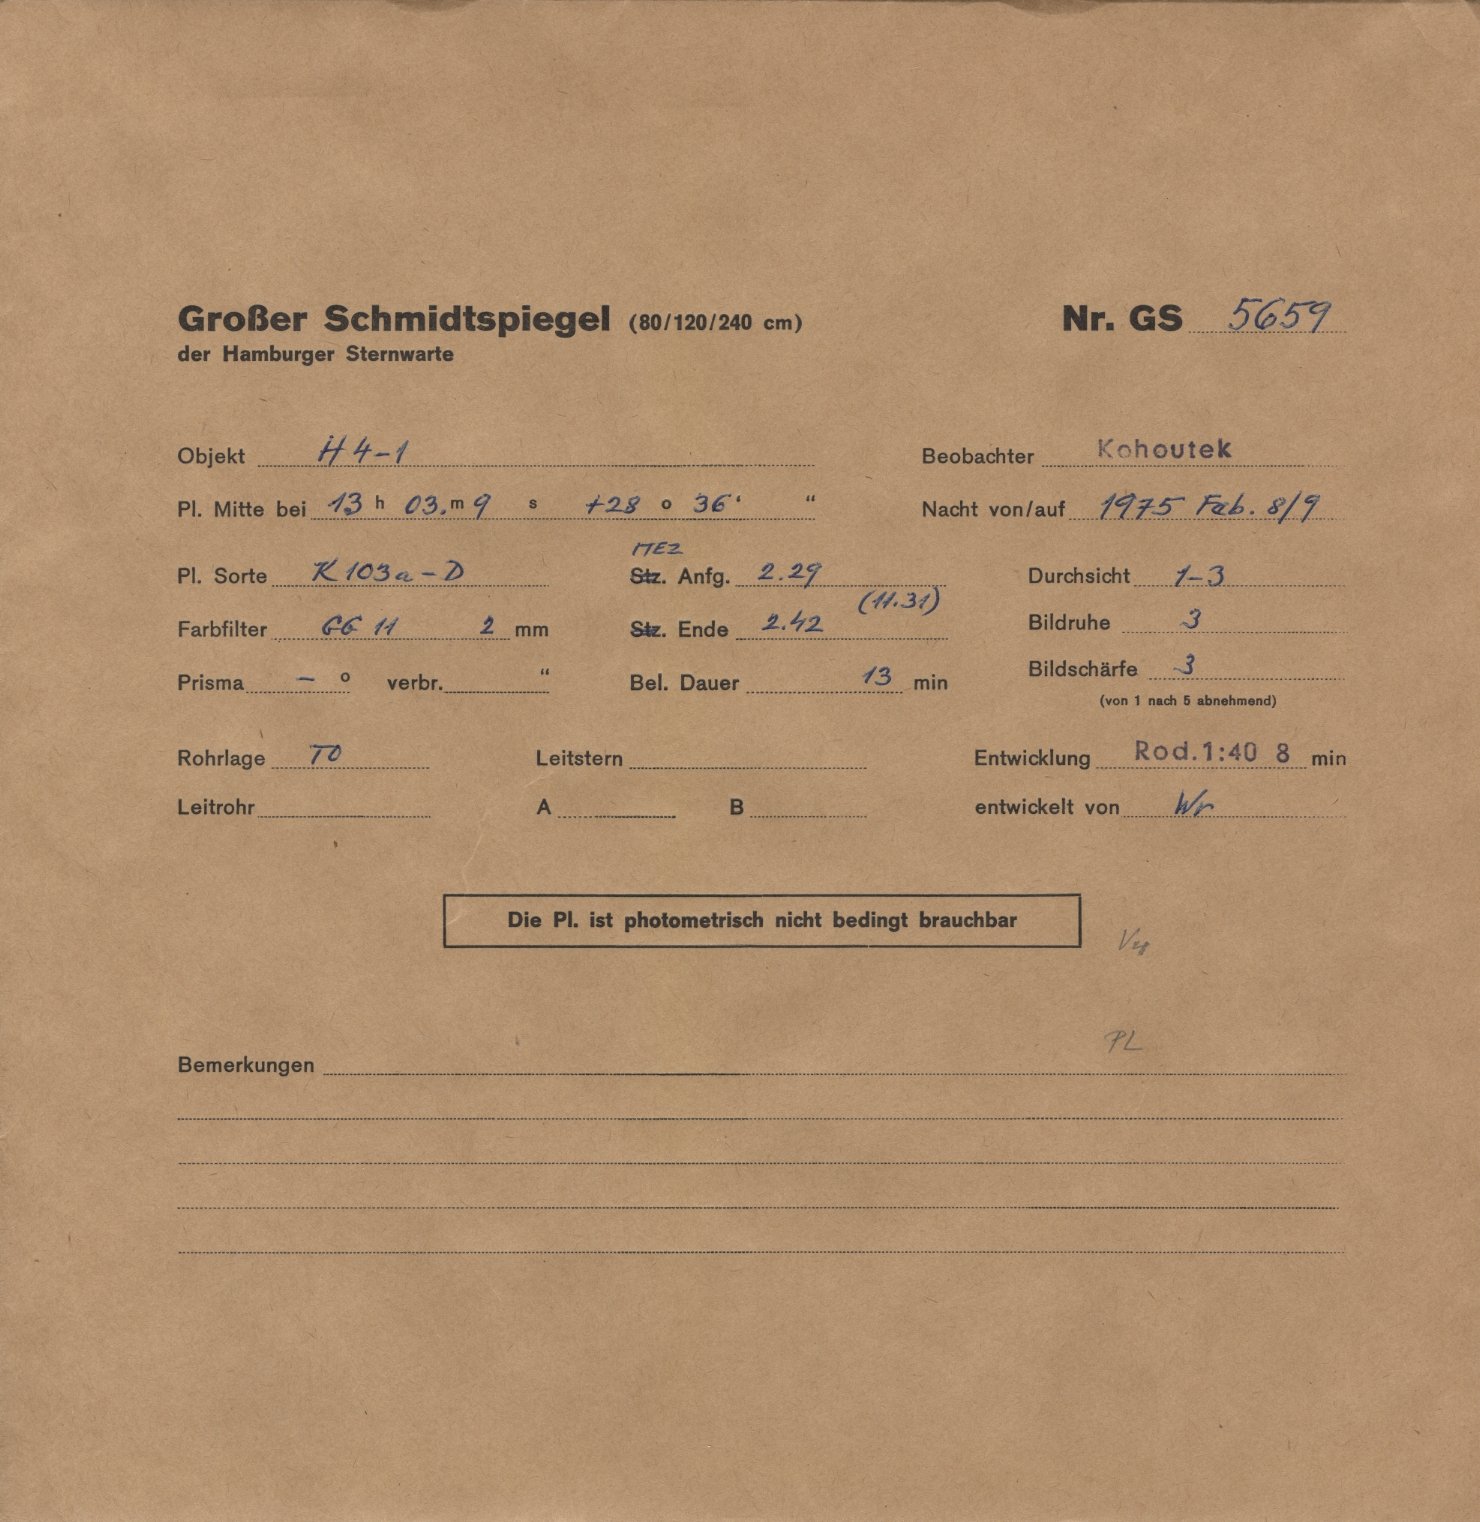 Großer Schmidtspiegel (80/120/240 cm) Nr. GS 5659
der Hamburger Sternwarte
Objekt H 4-1 Beobachter Kohoutek
Pl. Mitte bei 13 h 03. m 9 s +28 o 36 ' “ Nacht von/auf 1975 Feb. 8/9
MEZ
Pl. Sorte K 103a-D Stz. Anfg. 2.29 Durchsicht 1-3
(11.31)
Farbfilter GG 11 2 mm Stz. Ende 2.42 Bildruhe 3
Prisma – o verbr. “ Bel. Dauer 13 min Bildschärfe 3
(von 1 nach 5 abnehmend)
Rohrlage TO Leitstern Entwicklung Rod. 1:40 8 min
Leitrohr A B entwickelt von Wr
Die Pl. ist photometrisch nicht bedingt brauchbar
PL
Bemerkungen